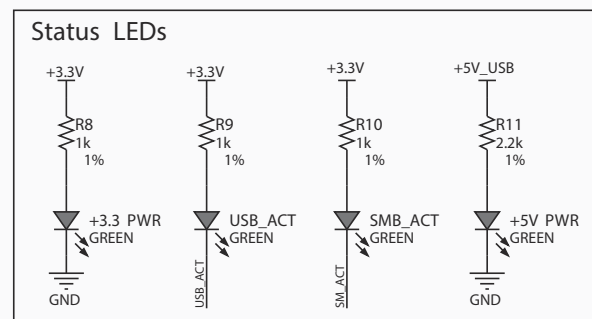 Status LEDs
+3.3V
R8
1k
1%
+3.3 PWR
GREEN
GND
+3.3V
R9
1k
1%
USB_ACT
GREEN
USB_ACT
+3.3V
R10
1k
1%
SMB_ACT
GREEN
SM_ACT
+5V_USB
R11
2.2k
1%
+5V PWR
GREEN
GND